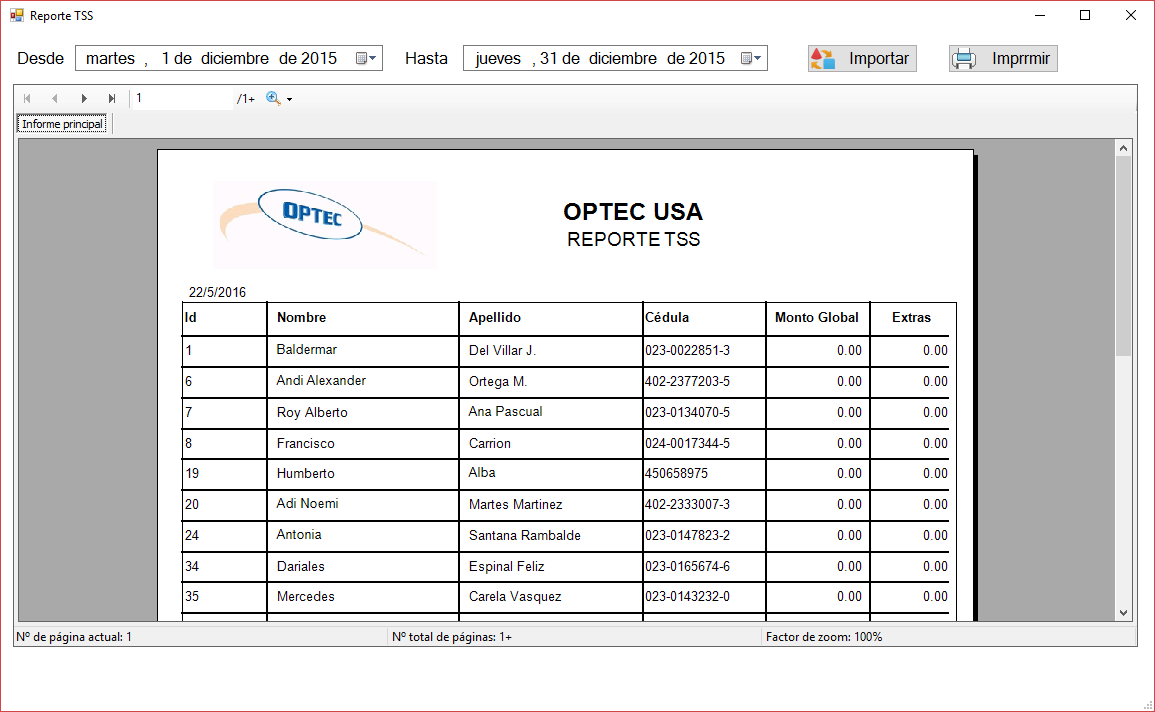 Reporte TSS
Desde martes , 1 de diciembre de 2015 Hasta jueves , 31 de diciembre de 2015 Importar Imprrmir
1 /1+
Informe principal
OPTEC
OPTEC USA
REPORTE TSS
22/5/2016
Id Nombre Apellido Cédula Monto Global Extras
1 Baldermar Del Villar J. 023-0022851-3 0.00 0.00
6 Andi Alexander Ortega M. 402-2377203-5 0.00 0.00
7 Roy Alberto Ana Pascual 023-0134070-5 0.00 0.00
8 Francisco Carrion 024-0017344-5 0.00 0.00
19 Humberto Alba 450658975 0.00 0.00
20 Adi Noemi Martes Martinez 402-2333007-3 0.00 0.00
24 Antonia Santana Rambalde 023-0147823-2 0.00 0.00
34 Dariales Espinal Feliz 023-0165674-6 0.00 0.00
35 Mercedes Carela Vasquez 023-0143232-0 0.00 0.00
Nº de página actual: 1 Nº total de páginas: 1+ Factor de zoom: 100%